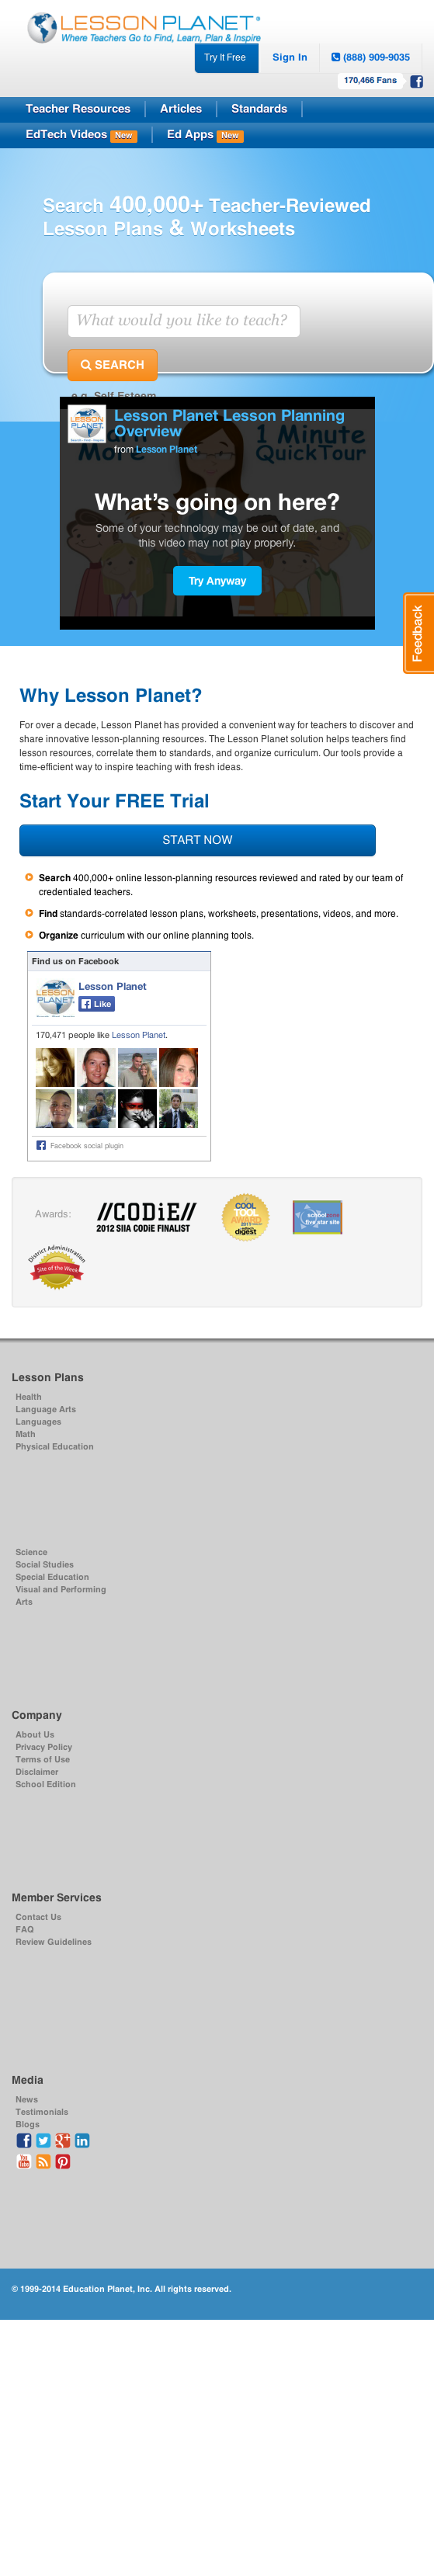 LESSON PLANET®
Where Teachers Go to Find, Learn, Plan & Inspire
Try It Free
Sign In
(888) 909-9035
170,466 Fans
Teacher Resources
Articles
Standards
EdTech Videos New
Ed Apps New
Search 400,000+ Teacher-Reviewed
Lesson Plans & Worksheets
What would you like to teach?
SEARCH
e.g. Self Esteem
Lesson Planet Lesson Planning
Overview
from Lesson Planet
More
1 Minute
Quick Tour
What's going on here?
Some of your technology may be out of date, and
this video may not play properly.
Try Anyway
Feedback
Why Lesson Planet?
For over a decade, Lesson Planet has provided a convenient way for teachers to discover and
share innovative lesson-planning resources. The Lesson Planet solution helps teachers find
lesson resources, correlate them to standards, and organize curriculum. Our tools provide a
time-efficient way to inspire teaching with fresh ideas.
Start Your FREE Trial
START NOW
Search 400,000+ online lesson-planning resources reviewed and rated by our team of
credentialed teachers.
Find standards-correlated lesson plans, worksheets, presentations, videos, and more.
Organize curriculum with our online planning tools.
Find us on Facebook
LESSON
PLANET
Lesson Planet
Like
170,471 people like Lesson Planet.
Facebook social plugin
Awards:
//CODiE//
2012 SIIA CODiE FINALIST
COOL
TOOL
AWARD
digest
school
five star site
District Administration
Site of the Week
Lesson Plans
Health
Language Arts
Languages
Math
Physical Education
Science
Social Studies
Special Education
Visual and Performing
Arts
Company
About Us
Privacy Policy
Terms of Use
Disclaimer
School Edition
Member Services
Contact Us
FAQ
Review Guidelines
Media
News
Testimonials
Blogs
© 1999-2014 Education Planet, Inc. All rights reserved.